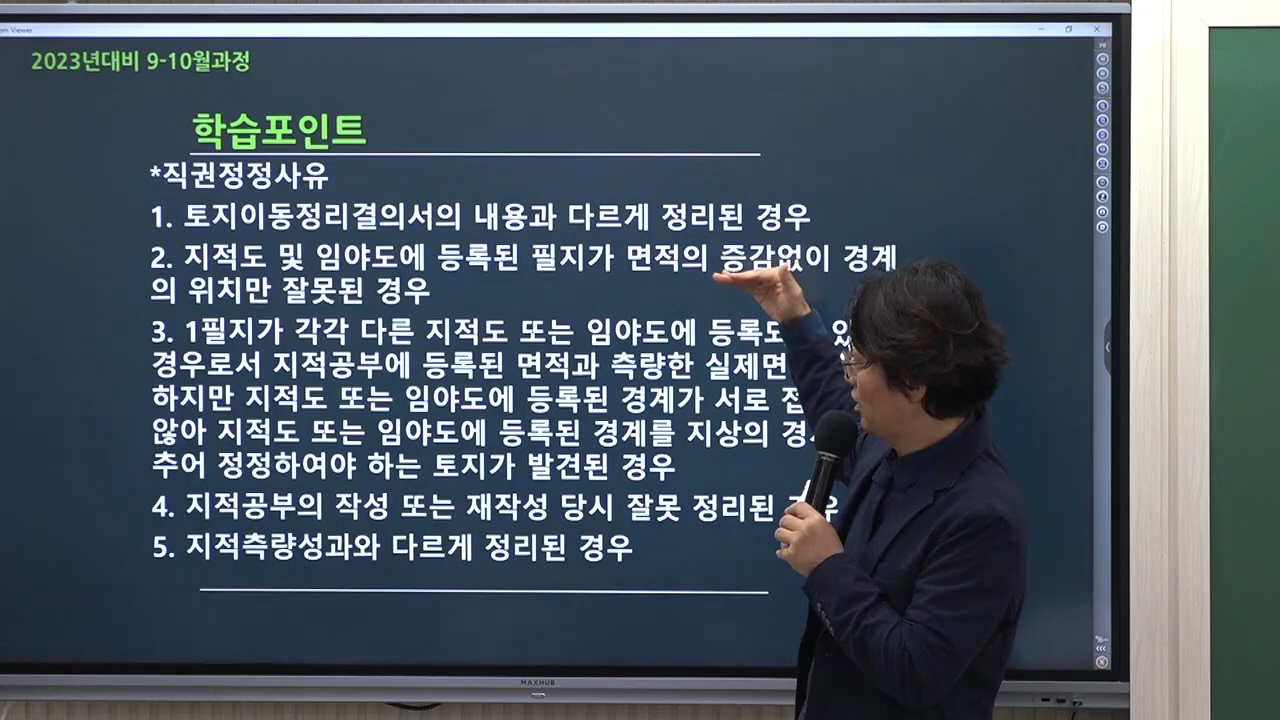 Viewer
2023년대비 9-10월과정
학습포인트
*직권정정사유
1. 토지이동정리결의서의 내용과 다르게 정리된 경우
2. 지적도 및 임야도에 등록된 필지가 면적의 증감없이 경계
의 위치만 잘못된 경우
3. 1필지가 각각 다른 지적도 또는 임야도에
경우로서 지적공부에 등록된 면적과 측량한
하지만 지적도 또는 임야도에 등록된 경계가 서로
않아 지적도 또는 임야도에 등록된 경계를 지상의
추어 정정하여야 하는 토지가 발견된 경우
4. 지적공부의 작성 또는 재작성 당시 잘못 정리된
5. 지적측량성과와 다르게 정리된 경우
MAXHUB